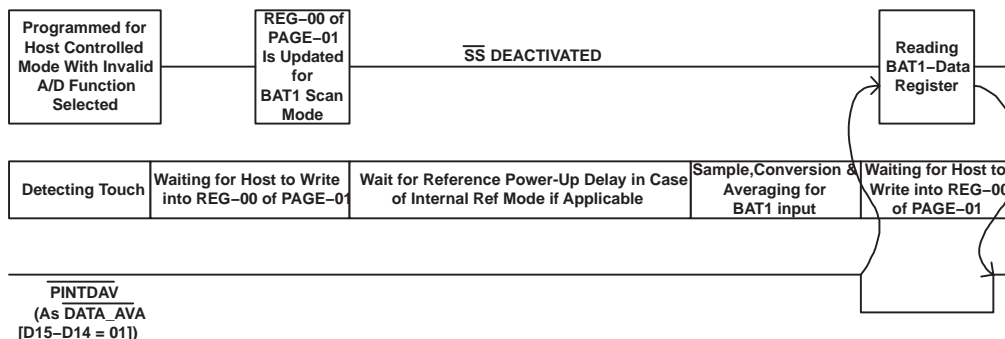 Programmed for
Host Controlled
Mode With Invalid
A/D Function
Selected
REG–00 of
PAGE–01
Is Updated
for
BAT1 Scan
Mode
SS DEACTIVATED
Reading
BAT1–Data
Register
Detecting Touch
Waiting for Host to Write
into REG–00 of PAGE–01
Wait for Reference Power-Up Delay in Case
of Internal Ref Mode if Applicable
Sample,Conversion &
Averaging for
BAT1 input
Waiting for Host to
Write into REG–00
of PAGE–01
PINTDAV
(As DATA_AVA
[D15–D14 = 01])